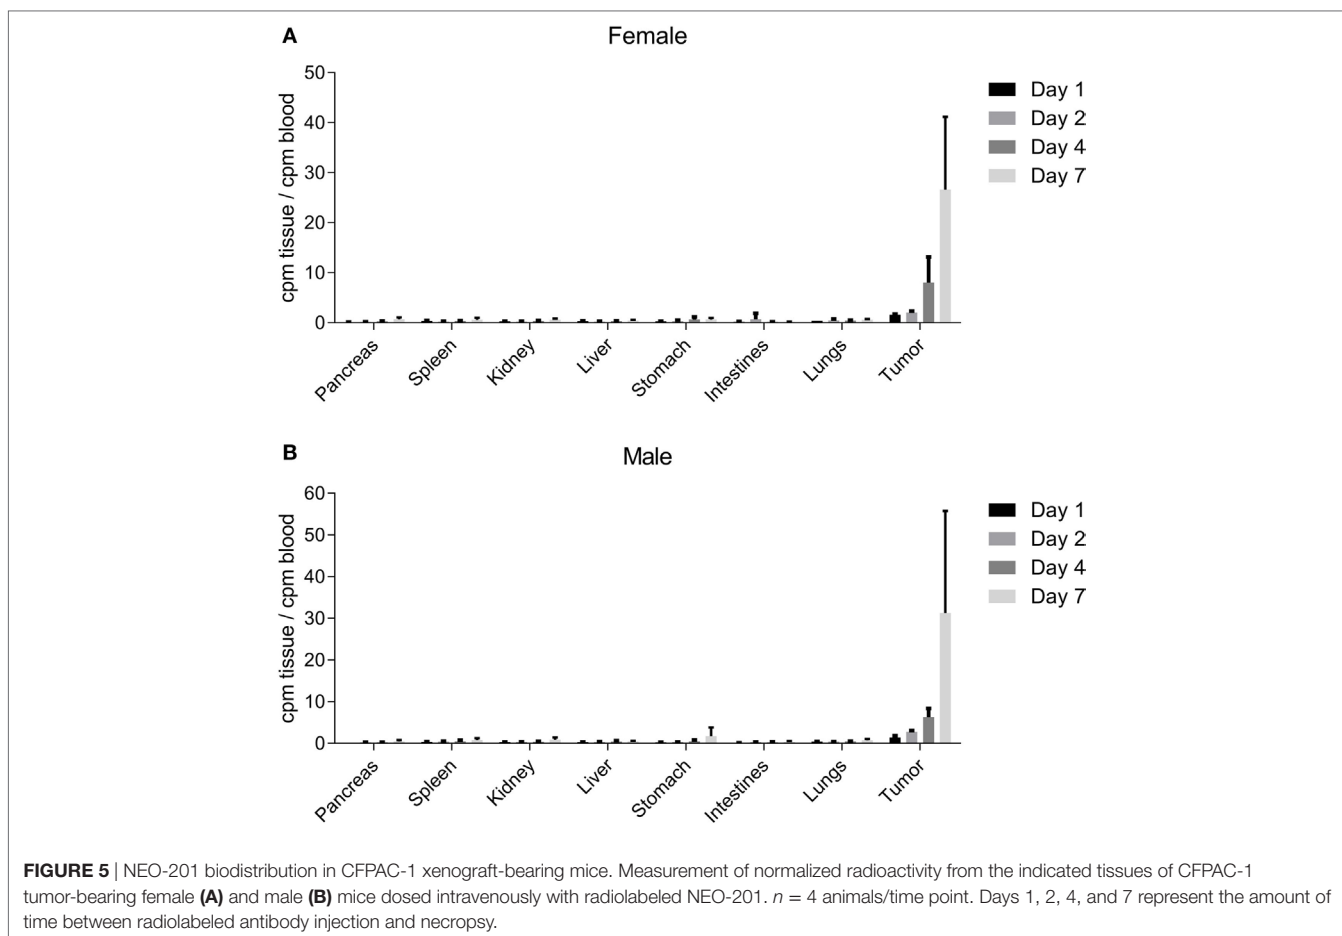 A
Female
50
40
30
20
10
0
cpm tissue / cpm blood
Pancreas
Spleen
Kidney
Liver
Stomach
Intestines
Lungs
Tumor
Day 1
Day 2
Day 4
Day 7
B
Male
60
50
40
30
20
10
0
cpm tissue / cpm blood
Pancreas
Spleen
Kidney
Liver
Stomach
Intestines
Lungs
Tumor
Day 1
Day 2
Day 4
Day 7
FIGURE 5 | NEO-201 biodistribution in CFPAC-1 xenograft-bearing mice. Measurement of normalized radioactivity from the indicated tissues of CFPAC-1
tumor-bearing female (A) and male (B) mice dosed intravenously with radiolabeled NEO-201. n = 4 animals/time point. Days 1, 2, 4, and 7 represent the amount of
time between radiolabeled antibody injection and necropsy.